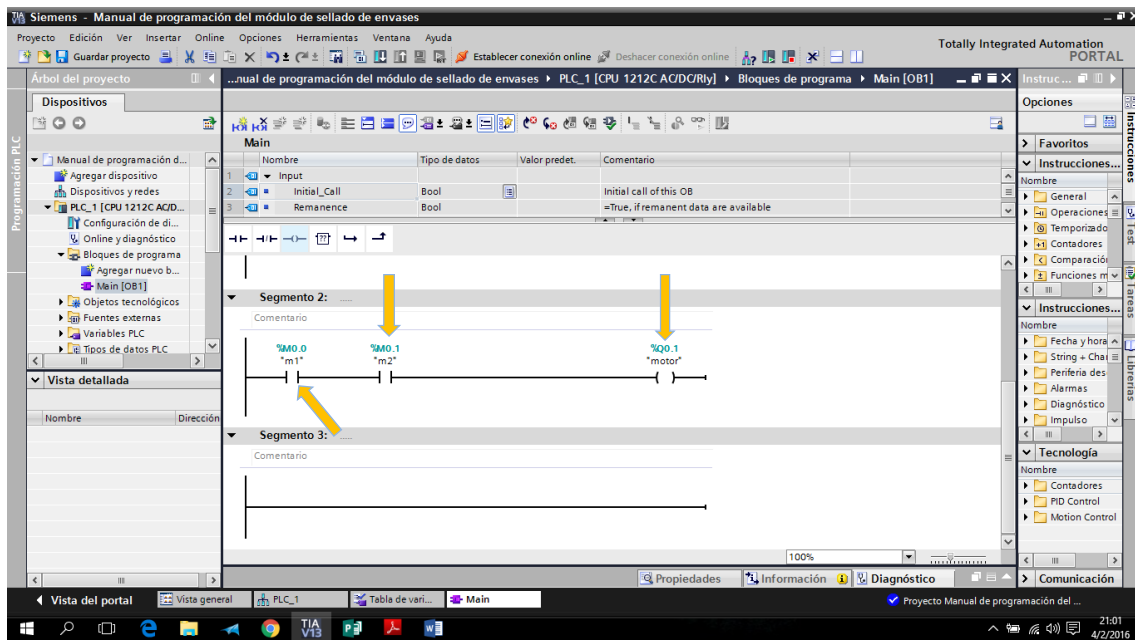 Siemens - Manual de programación del módulo de sellado de envases
Proyecto Edición Ver Insertar Online Opciones Herramientas Ventana Ayuda
Guardar proyecto Establecer conexión online Deshacer conexión online
Totally Integrated Automation
PORTAL
Árbol del proyecto
...nual de programación del módulo de sellado de envases PLC_1 [CPU 1212C AC/DC/Rly] Bloques de programa Main [OB1]
Instruc...
Dispositivos
Opciones
Programación PLC
Manual de programación d...
Agregar dispositivo
Dispositivos y redes
PLC_1 [CPU 1212C AC/D...
Configuración de di...
Online y diagnóstico
Bloques de programa
Agregar nuevo b...
Main [OB1]
Objetos tecnológicos
Fuentes externas
Variables PLC
Tipos de datos PLC
Vista detallada
Nombre Dirección
Main
Nombre Tipo de datos Valor predet. Comentario
1 Input
2 Initial_Call Bool Initial call of this OB
3 Remanence Bool =True, if remanent data are available
Segmento 2: .....
Comentario
%M0.0 %M0.1 %Q0.1
"m1" "m2" "motor"
Segmento 3: .....
Comentario
100%
Propiedades Información Diagnóstico
Favoritos
Instrucciones...
Nombre
General
Operaciones
Temporizado
Contadores
Comparació
Funciones m
Instrucciones...
Nombre
Fecha y hora
String + Char
Periferia des
Alarmas
Diagnóstico
Impulso
Tecnología
Nombre
Contadores
PID Control
Motion Control
Comunicación
Instrucciones
Test
Tareas
Librerías
Vista del portal Vista general PLC_1 Tabla de vari... Main
Proyecto Manual de programación del ...
TIA
V13
21:01
4/2/2016